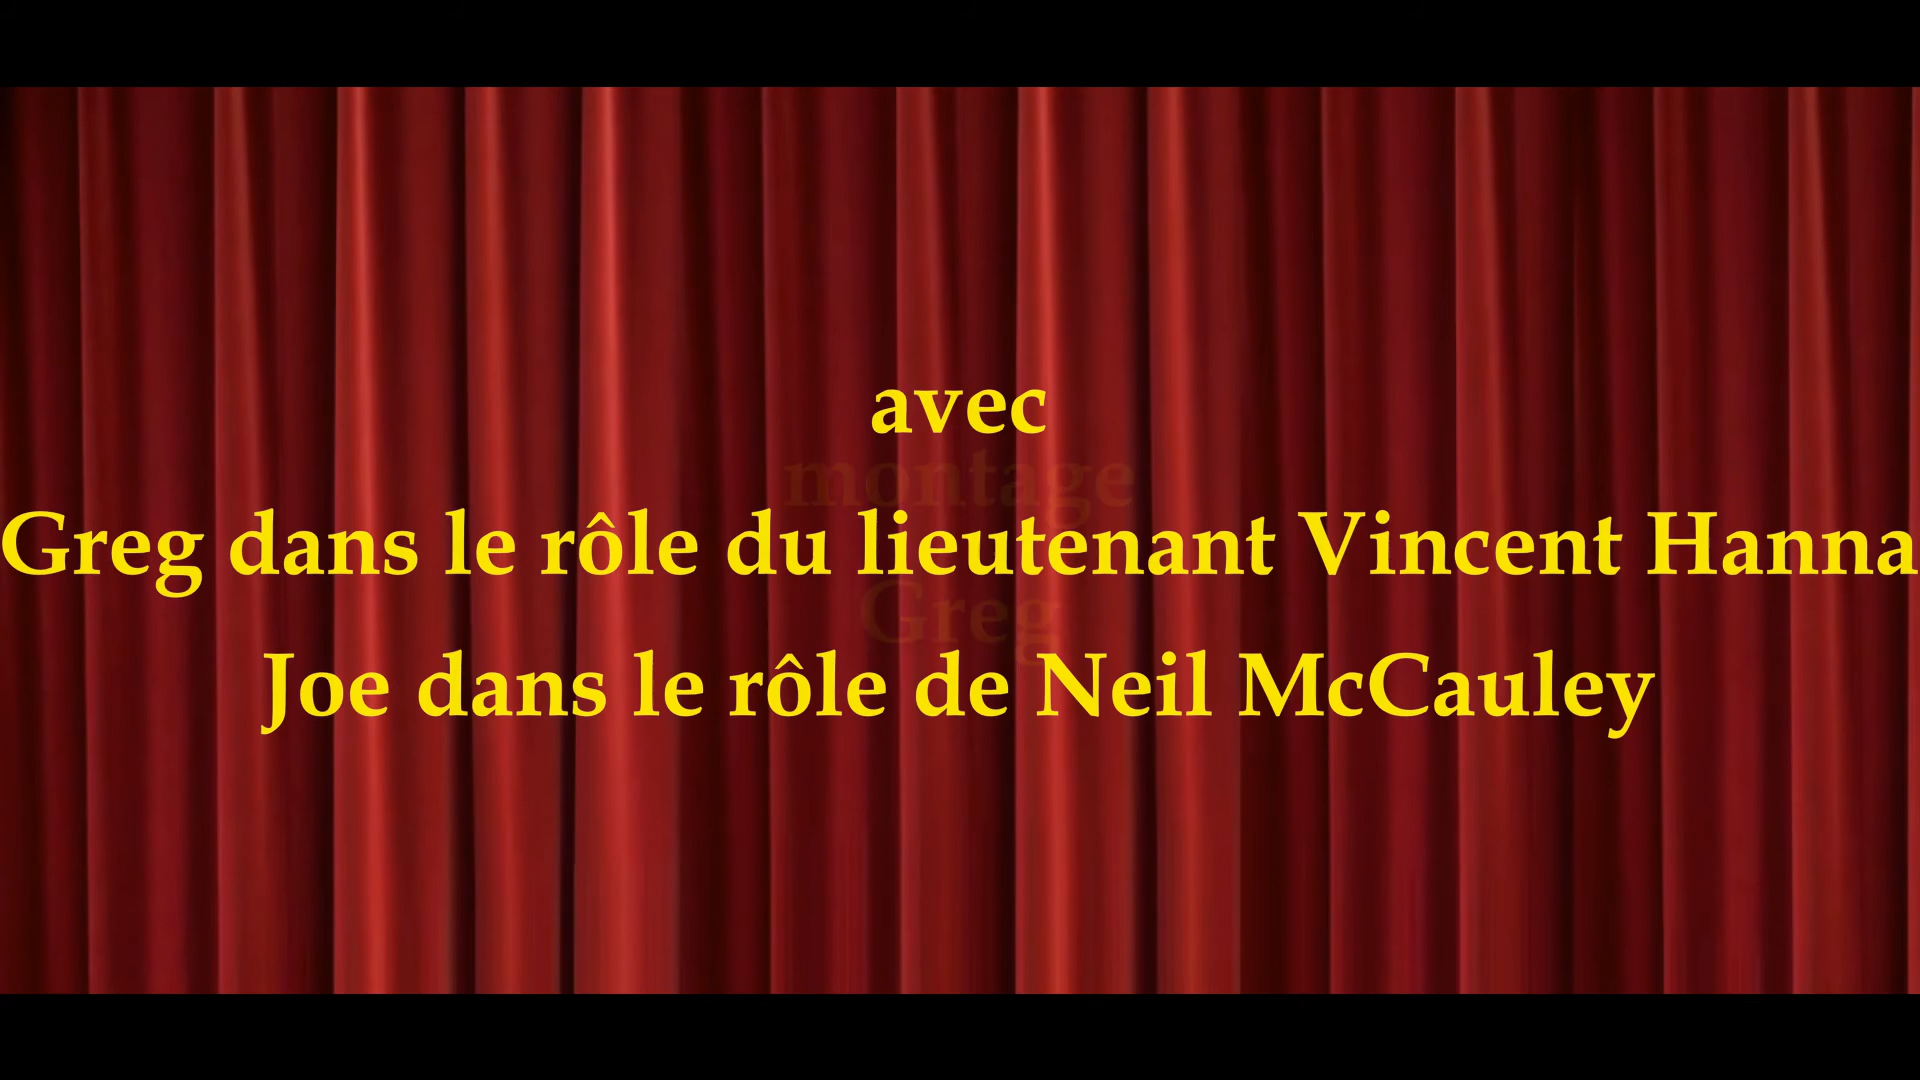 avec
montage
Greg dans le rôle du lieutenant Vincent Hanna
Greg
Joe dans le rôle de Neil McCauley